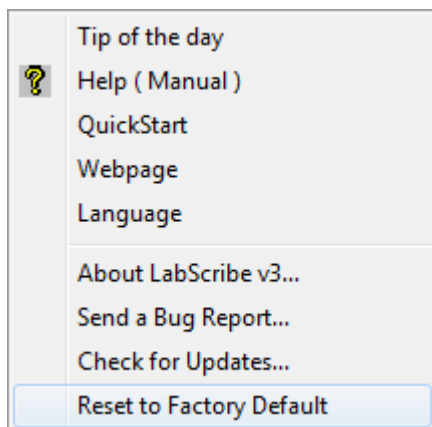 Tip of the day
Help ( Manual )
QuickStart
Webpage
Language
About LabScribe v3...
Send a Bug Report...
Check for Updates...
Reset to Factory Default